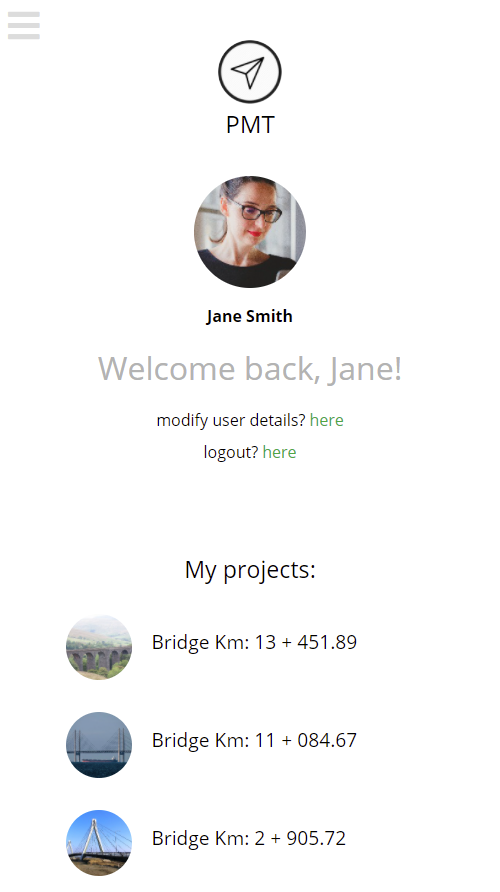 PMT
Jane Smith
Welcome back, Jane!
modify user details? here
logout? here
My projects:
Bridge Km: 13 + 451.89
Bridge Km: 11 + 084.67
Bridge Km: 2 + 905.72